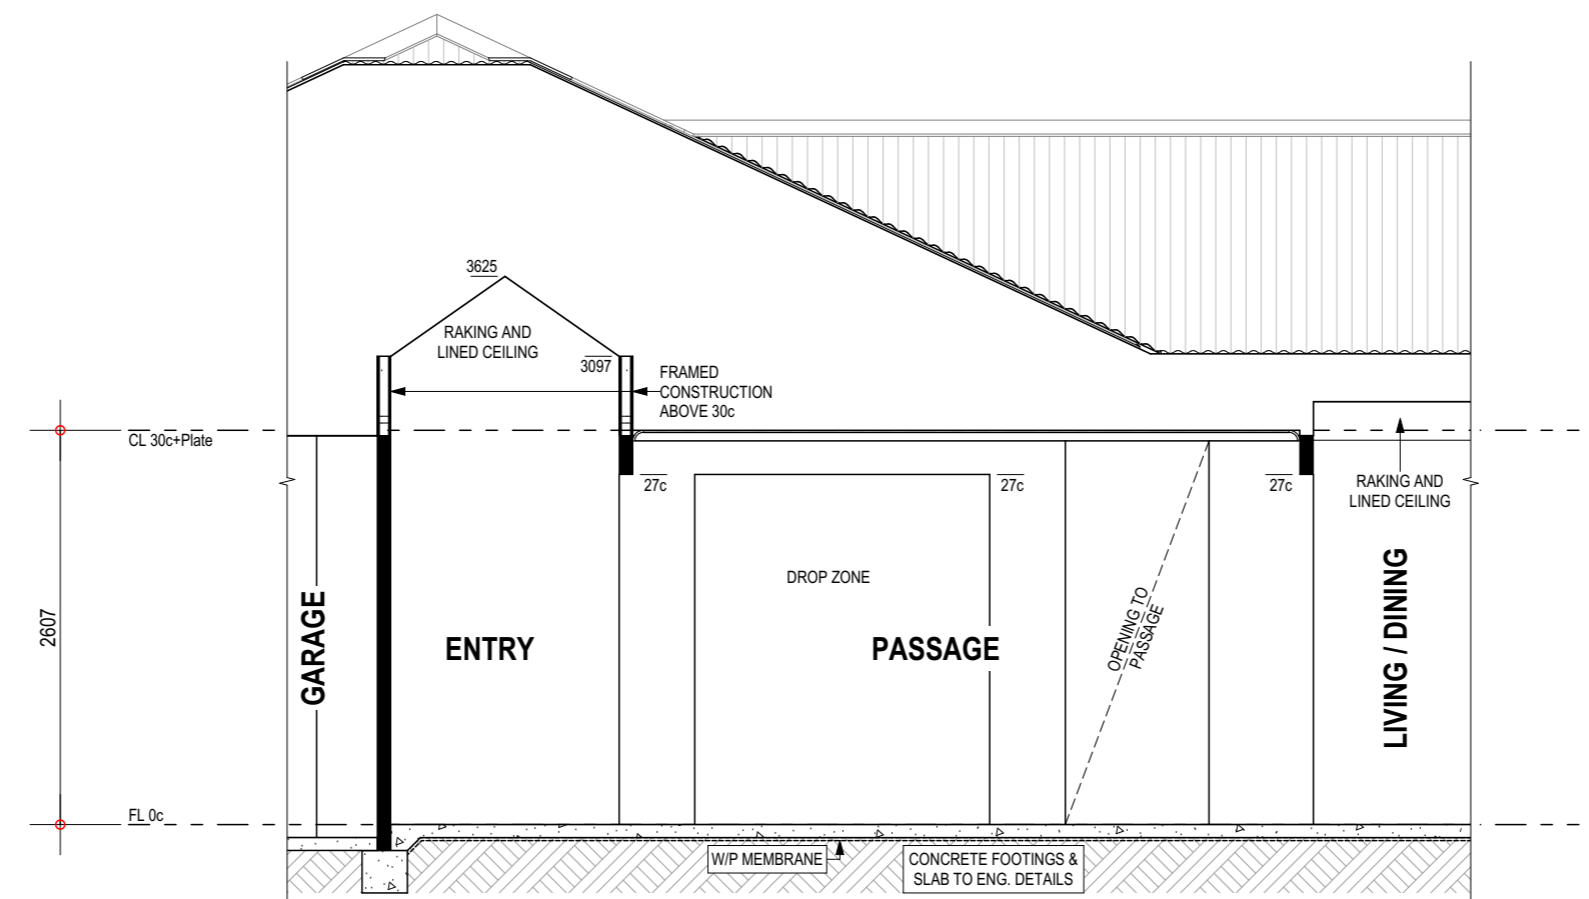 3625
RAKING AND
LINED CEILING
3097
FRAMED
CONSTRUCTION
ABOVE 30c
CL 30c+Plate
27c
27c
27c
RAKING AND
LINED CEILING
DROP ZONE
2607
GARAGE
ENTRY
PASSAGE
OPENING TO
PASSAGE
LIVING / DINING
FL 0c
W/P MEMBRANE
CONCRETE FOOTINGS &
SLAB TO ENG. DETAILS